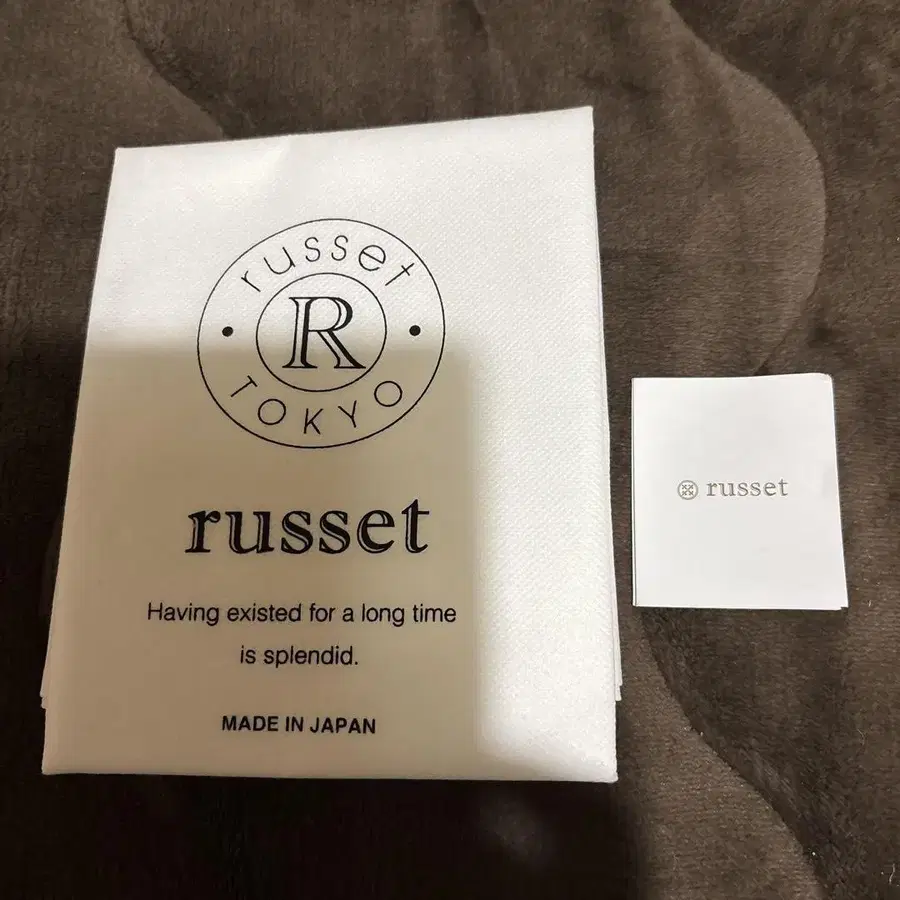 russet
R
TOKYO
russet
Having existed for a long time
is splendid.
MADE IN JAPAN
russet